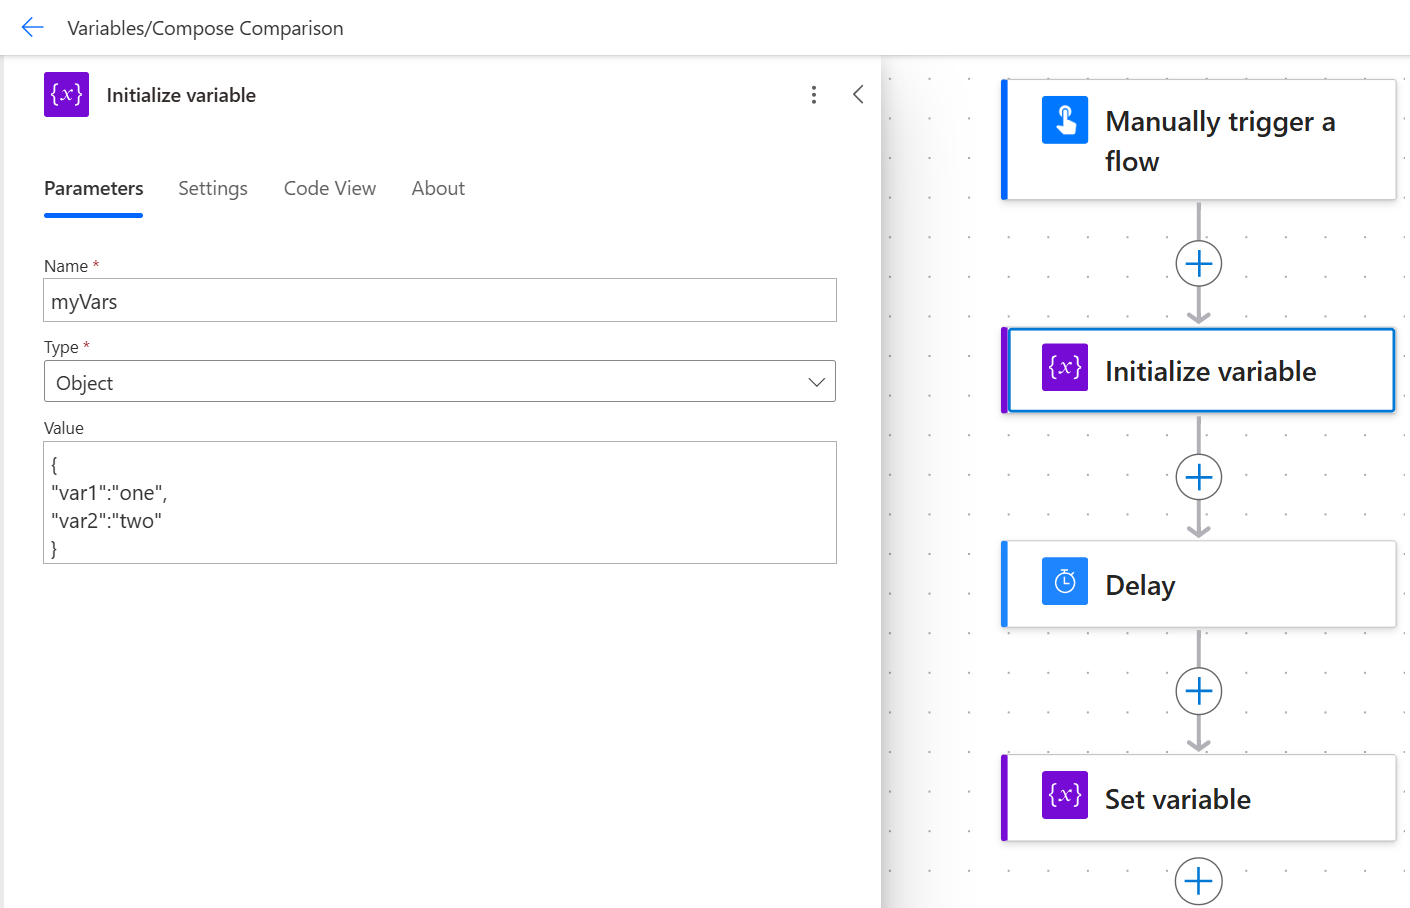 Variables/Compose Comparison
{x}
Initialize variable
Parameters
Settings
Code View
About
Name *
myVars
Type *
Object
Value
{
"var1":"one",
"var2":"two"
}
Manually trigger a
flow
{x}
Initialize variable
Delay
{x}
Set variable